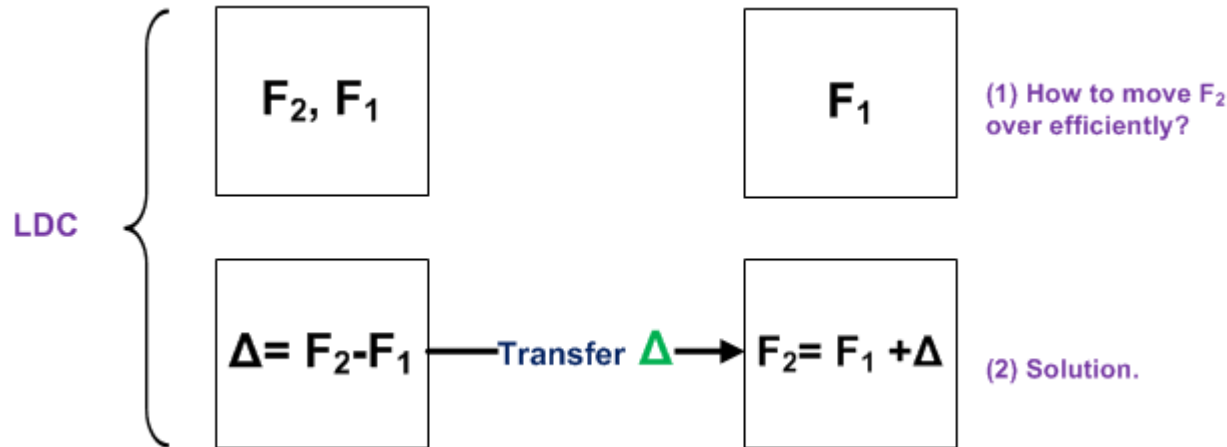 F₂, F₁
F₁
(1) How to move F₂
over efficiently?
LDC
Δ= F₂-F₁
Transfer Δ
F₂= F₁ +Δ
(2) Solution.